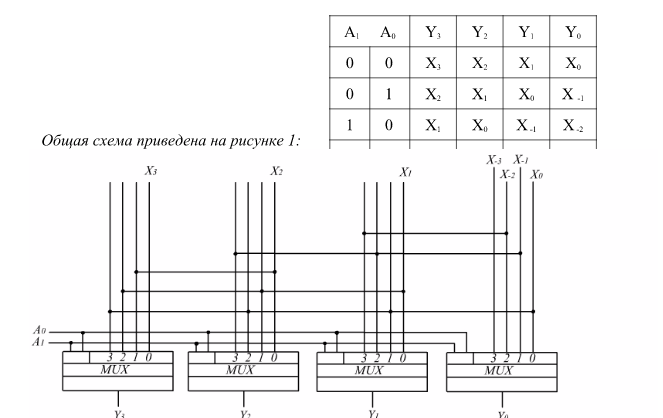 A1 A0 Y3 Y2 Y1 Y0
0 0 X3 X2 X1 X0
0 1 X2 X1 X0 X -1
1 0 X1 X0 X -1 X -2
Общая схема приведена на рисунке 1:
X3 X2 X1 X-3 X-2 X-1 X0
A0
A1
3 2 1 0 3 2 1 0 3 2 1 0 3 2 1 0
MUX MUX MUX MUX
Y3 Y2 Y1 Y0